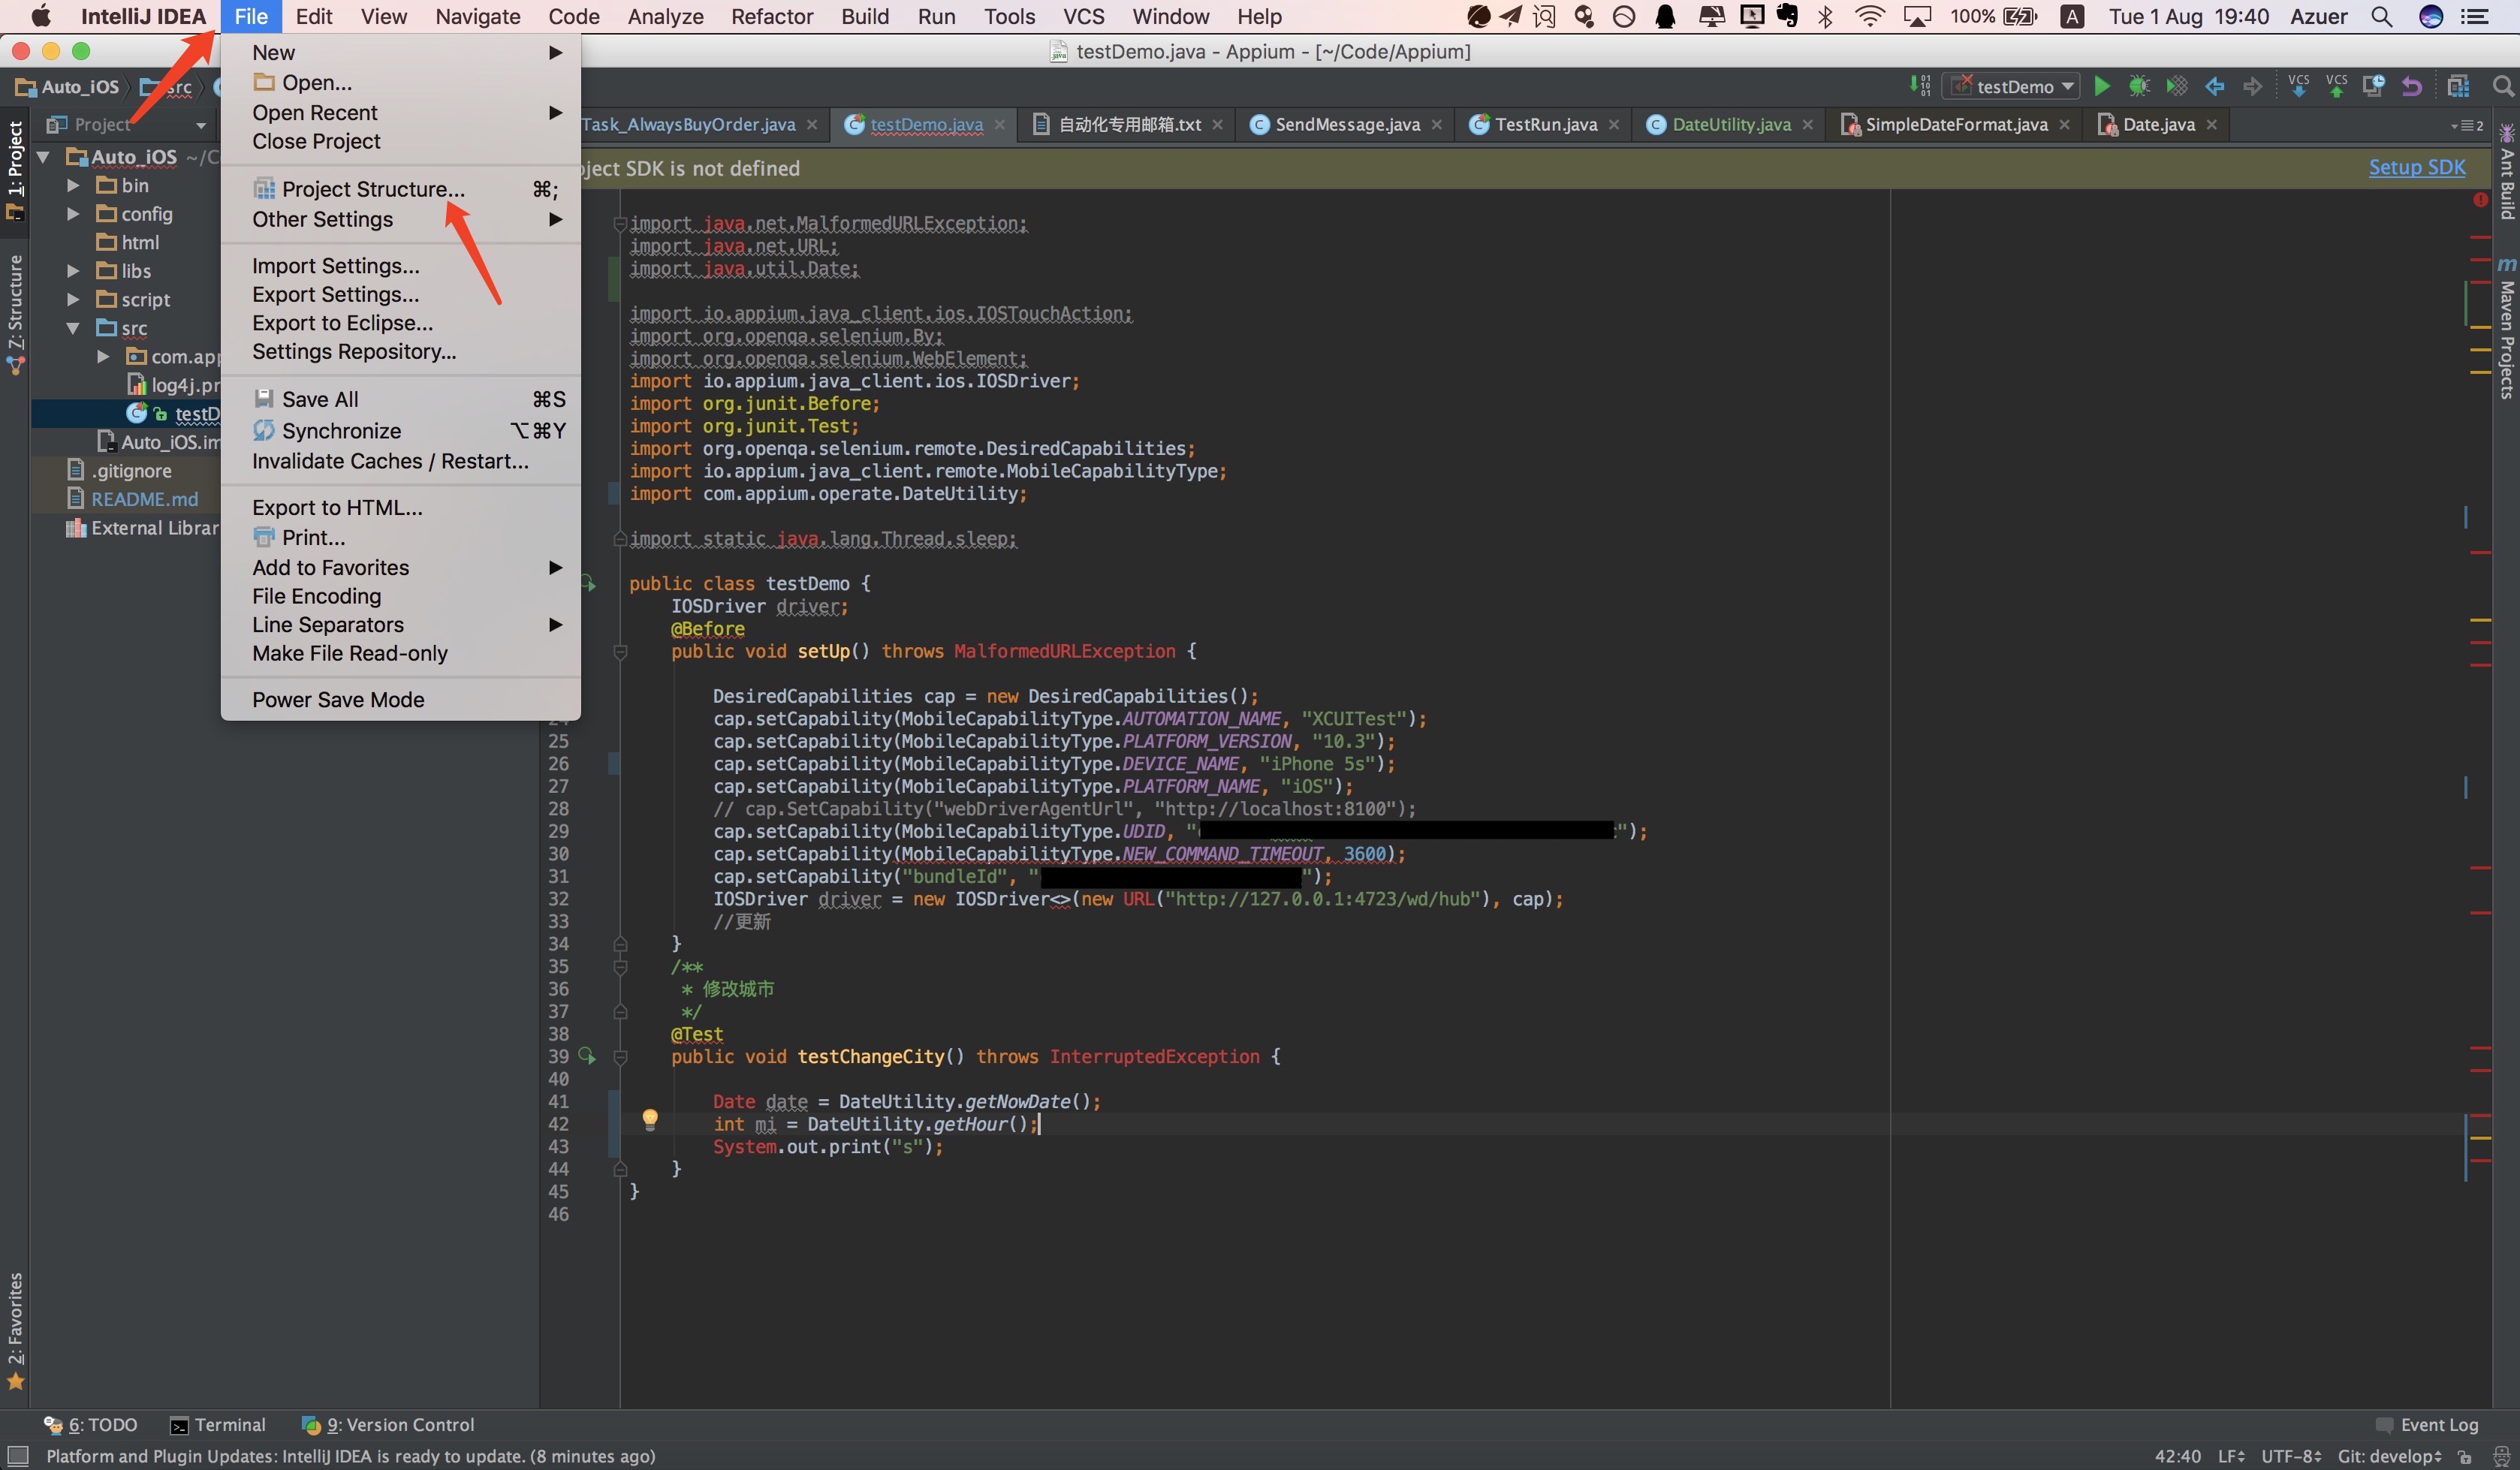 IntelliJ IDEA File Edit View Navigate Code Analyze Refactor Build Run Tools VCS Window Help 100% A Tue 1 Aug 19:40 Azuer
testDemo.java - Appium - [~/Code/Appium]
Auto_iOS src testDemo VCS VCS
Project
Task_AlwaysBuyOrder.java testDemo.java 自动化专用邮箱.txt SendMessage.java TestRun.java DateUtility.java SimpleDateFormat.java Date.java 2
oject SDK is not defined Setup SDK
1: Project
7: Structure
2: Favorites
Ant Build
Maven Projects
Auto_iOS ~/C
bin
config
html
libs
script
src
com.app
log4j.pr
testD
Auto_iOS.im
.gitignore
README.md
External Librar
New
Open...
Open Recent
Close Project
Project Structure... ⌘;
Other Settings
Import Settings...
Export Settings...
Export to Eclipse...
Settings Repository...
Save All ⌘S
Synchronize ⌥⌘Y
Invalidate Caches / Restart...
Export to HTML...
Print...
Add to Favorites
File Encoding
Line Separators
Make File Read-only
Power Save Mode
import java.net.MalformedURLException;
import java.net.URL;
import java.util.Date;
import io.appium.java_client.ios.IOSTouchAction;
import org.openqa.selenium.By;
import org.openqa.selenium.WebElement;
import io.appium.java_client.ios.IOSDriver;
import org.junit.Before;
import org.junit.Test;
import org.openqa.selenium.remote.DesiredCapabilities;
import io.appium.java_client.remote.MobileCapabilityType;
import com.appium.operate.DateUtility;
import static java.lang.Thread.sleep;
public class testDemo {
IOSDriver driver;
@Before
public void setUp() throws MalformedURLException {
DesiredCapabilities cap = new DesiredCapabilities();
24 cap.setCapability(MobileCapabilityType.AUTOMATION_NAME, "XCUITest");
25 cap.setCapability(MobileCapabilityType.PLATFORM_VERSION, "10.3");
26 cap.setCapability(MobileCapabilityType.DEVICE_NAME, "iPhone 5s");
27 cap.setCapability(MobileCapabilityType.PLATFORM_NAME, "iOS");
28 // cap.SetCapability("webDriverAgentUrl", "http://localhost:8100");
29 cap.setCapability(MobileCapabilityType.UDID, " ");
30 cap.setCapability(MobileCapabilityType.NEW_COMMAND_TIMEOUT, 3600);
31 cap.setCapability("bundleId", " ");
32 IOSDriver driver = new IOSDriver<>(new URL("http://127.0.0.1:4723/wd/hub"), cap);
33 //更新
34 }
35 /**
36 * 修改城市
37 */
38 @Test
39 public void testChangeCity() throws InterruptedException {
40
41 Date date = DateUtility.getNowDate();
42 int mi = DateUtility.getHour();
43 System.out.print("s");
44 }
45 }
46
6: TODO Terminal 9: Version Control Event Log
Platform and Plugin Updates: IntelliJ IDEA is ready to update. (8 minutes ago) 42:40 LF UTF-8 Git: develop